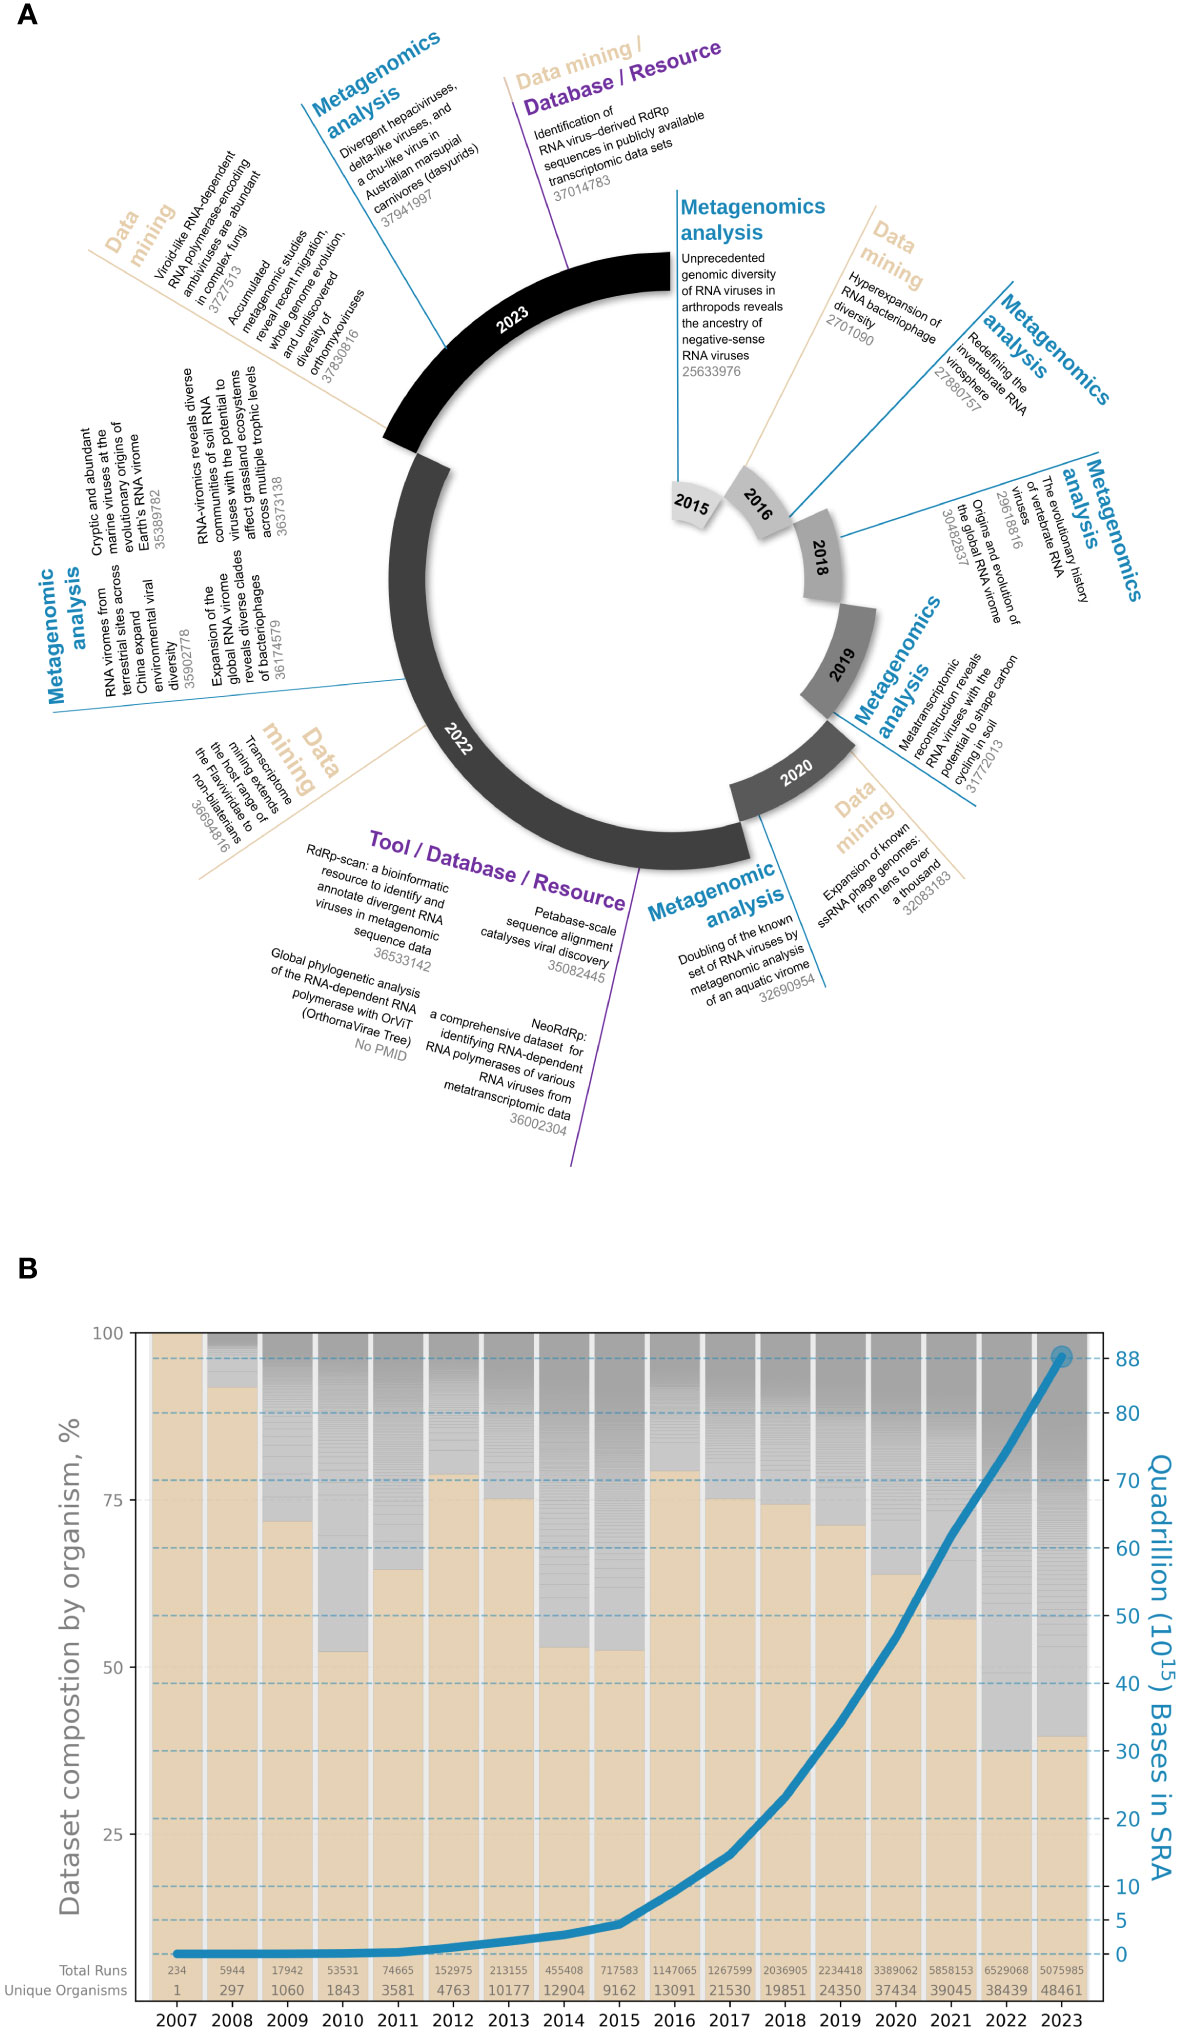 A
Metagenomics
analysis
Unprecedented
genomic diversity
of RNA viruses in
arthropods reveals
the ancestry of
negative-sense
RNA viruses
25633976
2015
Data
mining
Hyperexpansion of
RNA bacteriophage
diversity
2701090
2016
Metagenomics
analysis
Redefining the
invertebrate RNA
virosphere
27880757
Metagenomics
analysis
The evolutionary history
of vertebrate RNA
viruses
29618816
Origins and evolution of
the global RNA virome
30482837
2018
Metagenomics
analysis
Metatranscriptomic
reconstruction reveals
RNA viruses with the
potential to shape carbon
cycling in soil
31772013
2019
Data
mining
Expansion of known
ssRNA phage genomes:
from tens to over
a thousand
32083183
2020
Metagenomic
analysis
Doubling of the known
set of RNA viruses by
metagenomic analysis
of an aquatic virome
32690954
Tool / Database / Resource
RdRp-scan: a bioinformatic
resource to identify and
annotate divergent RNA
viruses in metagenomic
sequence data
36533142
Petabase-scale
sequence alignment
catalyses viral discovery
35082445
Global phylogenetic analysis
of the RNA-dependent RNA
polymerase with OrViT
(OrthornaVirae Tree)
No PMID
NeoRdRp:
a comprehensive dataset for
identifying RNA-dependent
RNA polymerases of various
RNA viruses from
metatranscriptomic data
36002304
2022
Data
mining
Transcriptome
mining extends
the host range of
the Flaviviridae to
non-bilaterians
36694816
Metagenomic
analysis
RNA viromes from
terrestrial sites across
China expand
environmental viral
diversity
35902778
Expansion of the
global RNA virome
reveals diverse clades
of bacteriophages
36174579
Cryptic and abundant
marine viruses at the
evolutionary origins of
Earth's RNA virome
35389782
RNA-viromics reveals diverse
communities of soil RNA
viruses with the potential to
affect grassland ecosystems
across multiple trophic levels
36373138
Data
mining
Viroid-like RNA-dependent
RNA polymerase-encoding
ambiviruses are abundant
in complex fungi
3727513
Accumulated
metagenomic studies
reveal recent migration,
whole genome evolution,
and undiscovered
diversity of
orthomyxoviruses
37830816
2023
Metagenomics
analysis
Divergent hepaciviruses,
delta-like viruses, and
a chu-like virus in
Australian marsupial
carnivores (dasyurids)
37941997
Data mining /
Database / Resource
Identification of
RNA virus–derived RdRp
sequences in publicly available
transcriptomic data sets
37014783
B
Dataset compostion by organism, %
100
75
50
25
Quadrillion (10¹⁵) Bases in SRA
88
80
70
60
50
40
30
20
10
5
0
Total Runs 234 5944 17942 53531 74665 152975 213155 455408 717583 1147065 1267599 2036905 2234418 3389062 5858153 6529068 5075985
Unique Organisms 1 297 1060 1843 3581 4763 10177 12904 9162 13091 21530 19851 24350 37434 39045 38439 48461
2007 2008 2009 2010 2011 2012 2013 2014 2015 2016 2017 2018 2019 2020 2021 2022 2023